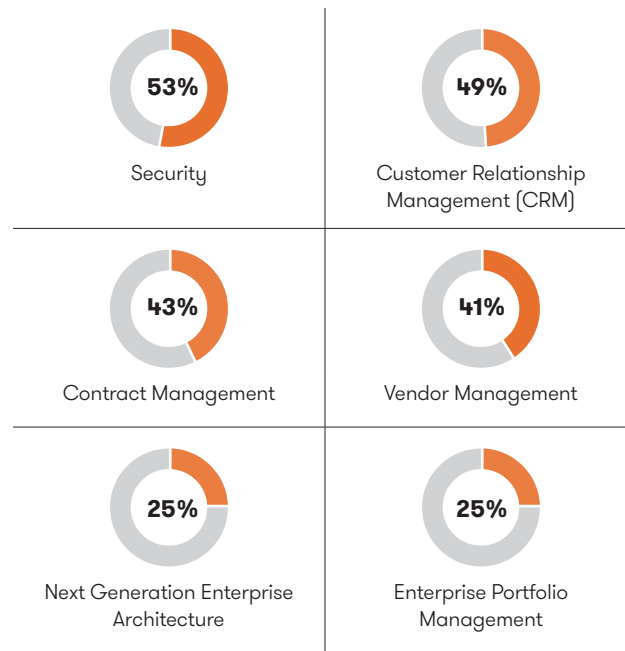 53%
Security
49%
Customer Relationship
Management (CRM)
43%
Contract Management
41%
Vendor Management
25%
Next Generation Enterprise
Architecture
25%
Enterprise Portfolio
Management